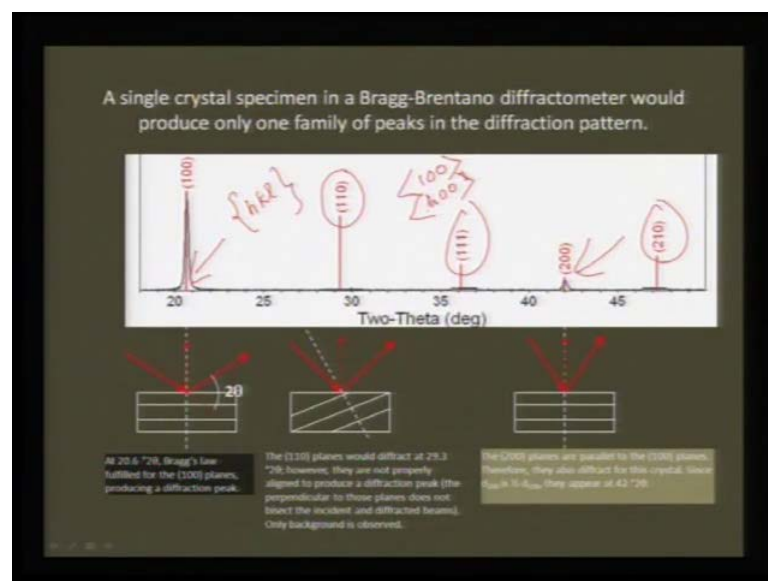 A single crystal specimen in a Bragg-Brentano diffractometer would
produce only one family of peaks in the diffraction pattern.
(100)
{hkl}
(110)
<100>
<h00>
(111)
(200)
(210)
20 25 30 35 40 45
Two-Theta (deg)
2θ
At 20.6 °2θ, Bragg's law
fulfilled for the (100) planes,
producing a diffraction peak.
The (110) planes would diffract at 29.3
°2θ; however, they are not properly
aligned to produce a diffraction peak (the
perpendicular to those planes does not
bisect the incident and diffracted beams).
Only background is observed.
The (200) planes are parallel to the (100) planes.
Therefore, they also diffract for this crystal. Since
d200 is ½ d100, they appear at 42 °2θ.